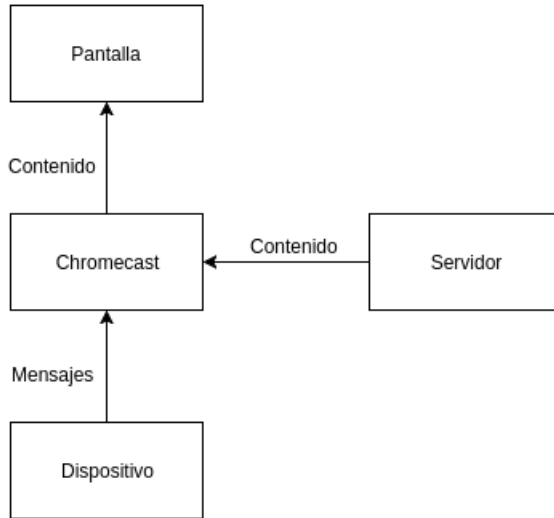 Pantalla
Contenido
Chromecast
Contenido
Servidor
Mensajes
Dispositivo